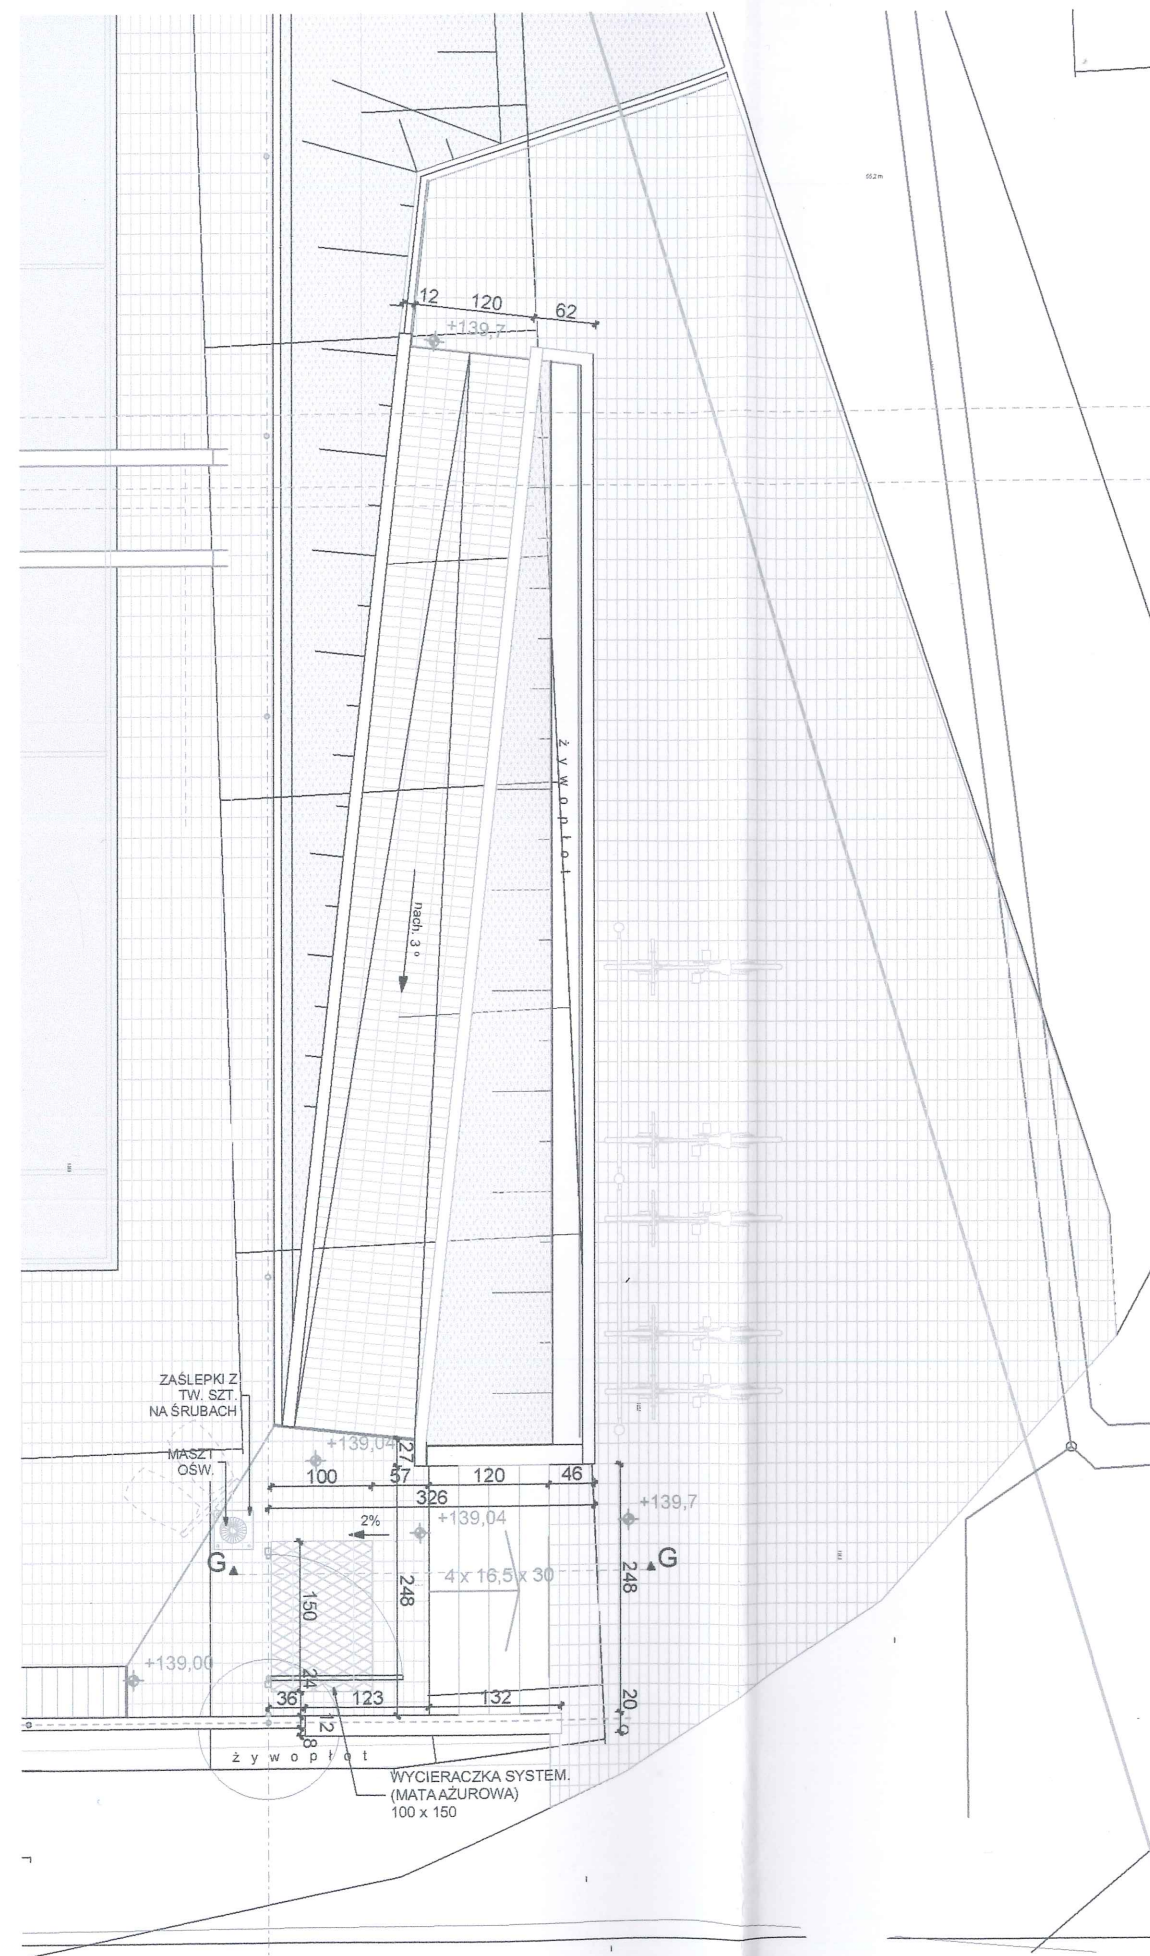 55.2 m
12
120
62
+139,7
żywopłot
nach. 3 °
ZAŚLEPKI Z
TW. SZT.
NA ŚRUBACH
MASZT
OŚW.
+139,04
27
100
57
120
46
326
+139,7
+139,04
2%
G
G
4 x 16,5 x 30
248
248
150
+139,00
24
36
123
132
20
12
8
żywopłot
WYCIERACZKA SYSTEM.
(MATA AŻUROWA)
100 x 150